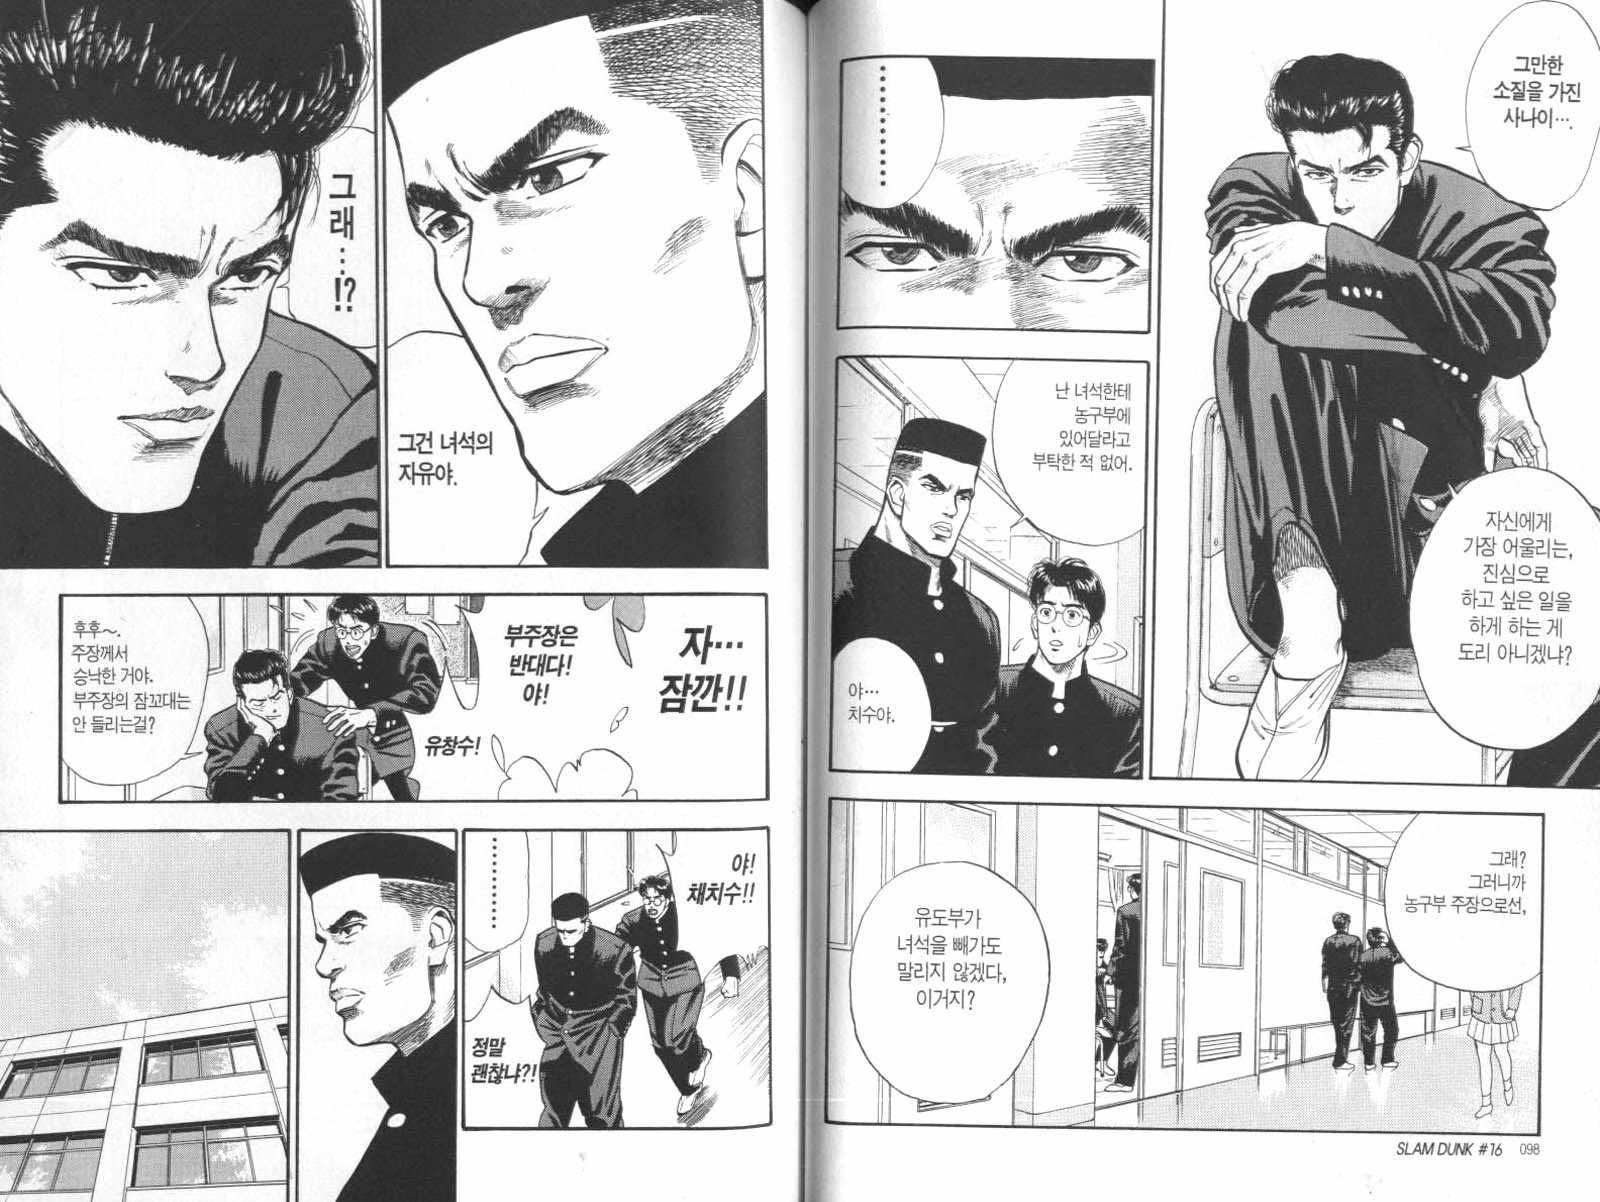 그만한
소질을 가진
사나이….
자신에게
가장 어울리는,
진심으로
하고 싶은 일을
하게 하는 게
도리 아니겠냐?
…………
난 녀석한테
농구부에
있어달라고
부탁한 적 없어.
야…
치수야.
그래?
그러니까
농구부 주장으로선,
유도부가
녀석을 빼가도
말리지 않겠다,
이거지?
SLAM DUNK #16 098
그건 녀석의
자유야.
그래…!?
자…
잠깐!!
부주장은
반대다!
야!
유창수!
후후~.
주장께서
승낙한 거야.
부주장의 잠꼬대는
안 들리는걸?
야!
채치수!!
…………
정말
괜찮냐?!